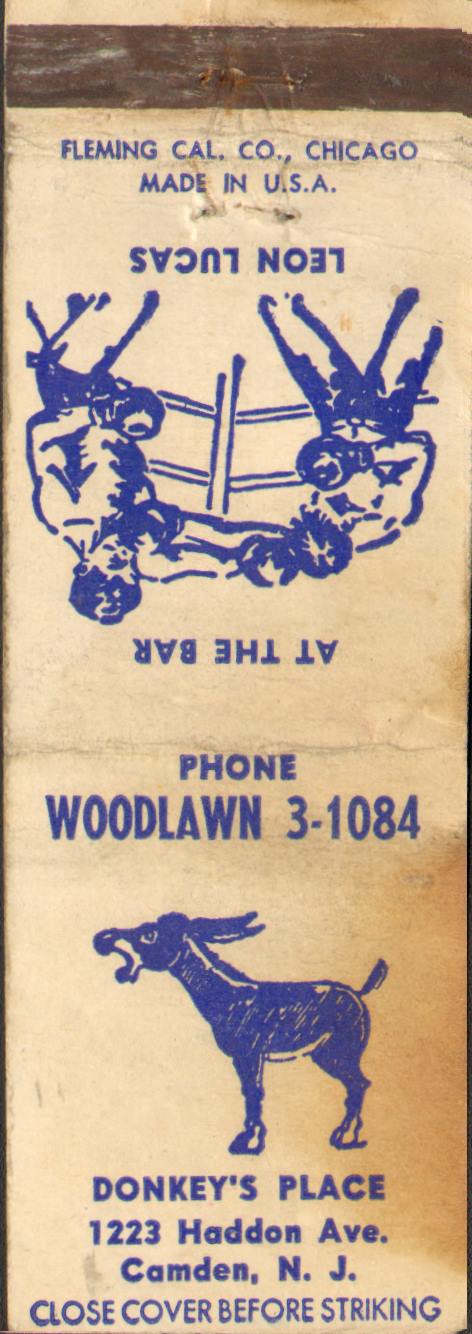 FLEMING CAL. CO., CHICAGO
MADE IN U.S.A.
LEON LUCAS
AT THE BAR
PHONE
WOODLAWN 3-1084
DONKEY'S PLACE
1223 Haddon Ave.
Camden, N. J.
CLOSE COVER BEFORE STRIKING